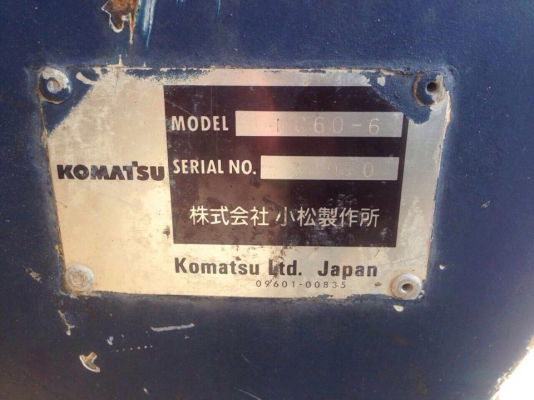 MODEL
KOMATSU
SERIAL NO.
株式会社 小松製作所
Komatsu Ltd. Japan
09601-00835